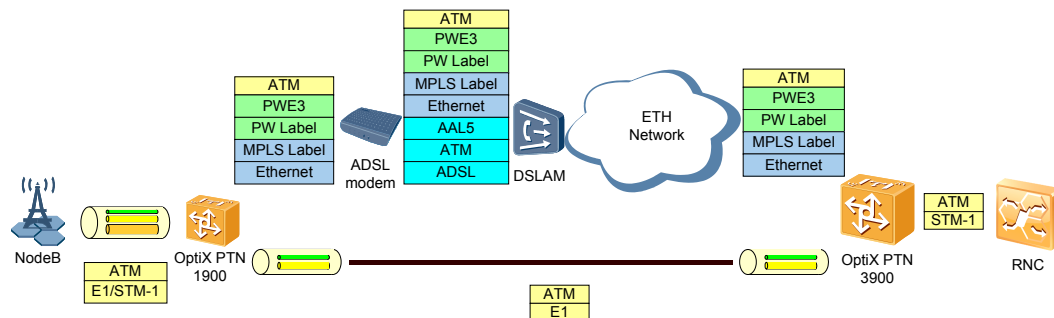 ATM
PWE3
PW Label
MPLS Label
Ethernet
AAL5
ATM
ADSL
ATM
PWE3
PW Label
MPLS Label
Ethernet
ADSL
modem
DSLAM
ETH
Network
ATM
PWE3
PW Label
MPLS Label
Ethernet
NodeB
ATM
E1/STM-1
OptiX PTN
1900
ATM
E1
OptiX PTN
3900
ATM
STM-1
RNC